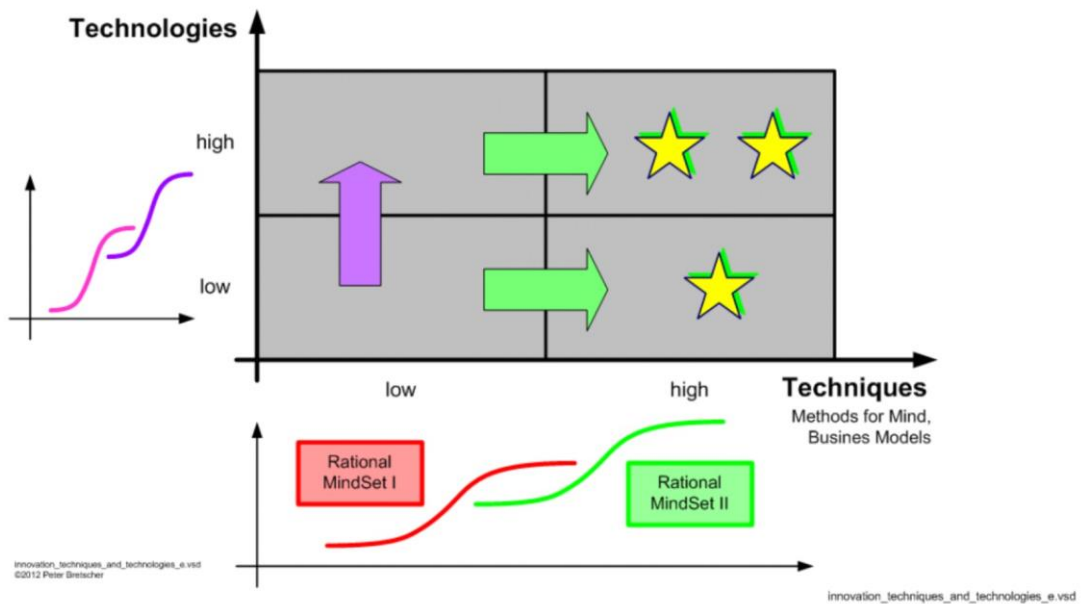 Technologies
high
low
low
high
Techniques
Methods for Mind,
Busines Models
Rational
MindSet I
Rational
MindSet II
innovation_techniques_and_technologies_e.vsd
©2012 Peter Bretscher
innovation_techniques_and_technologies_e.vsd